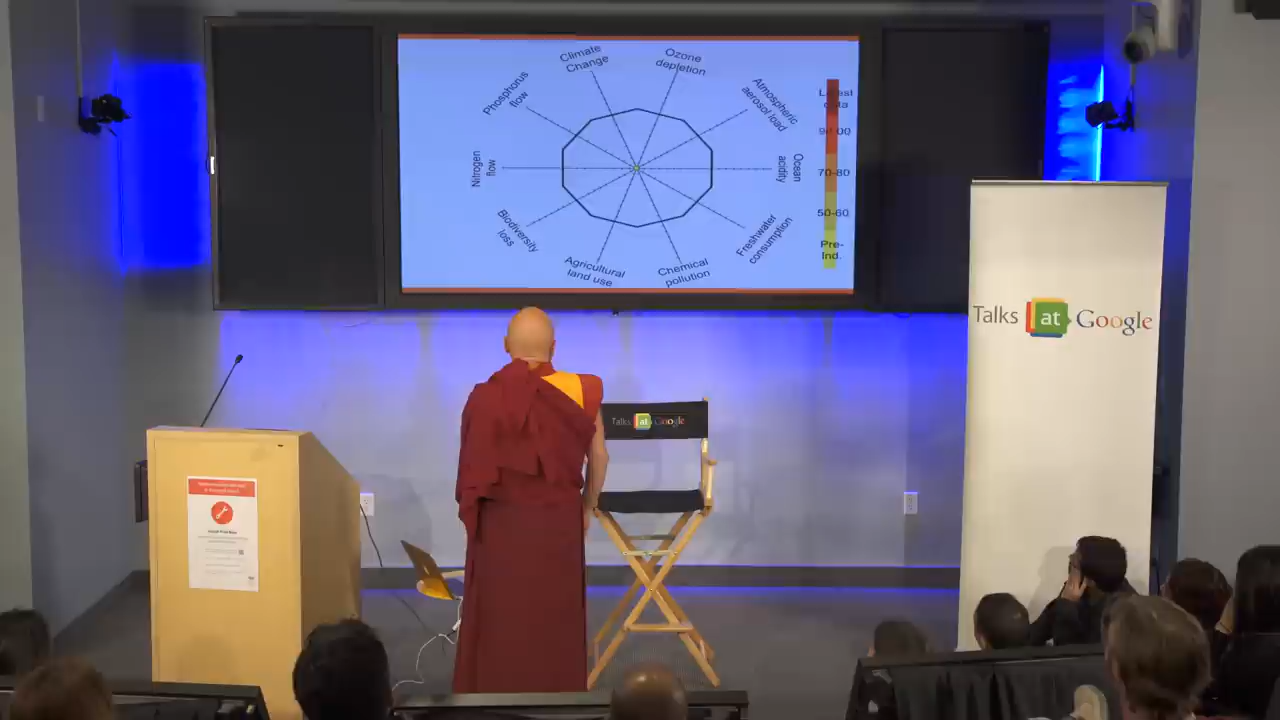 Climate
Change
Ozone
depletion
Phosphorus
flow
Atmospheric
aerosol load
Latest
data
90-00
Nitrogen
flow
Ocean
acidity
70-80
Biodiversity
loss
Freshwater
consumption
50-60
Agricultural
land use
Chemical
pollution
Pre-
Ind.
Talks at Google
Talks at Google